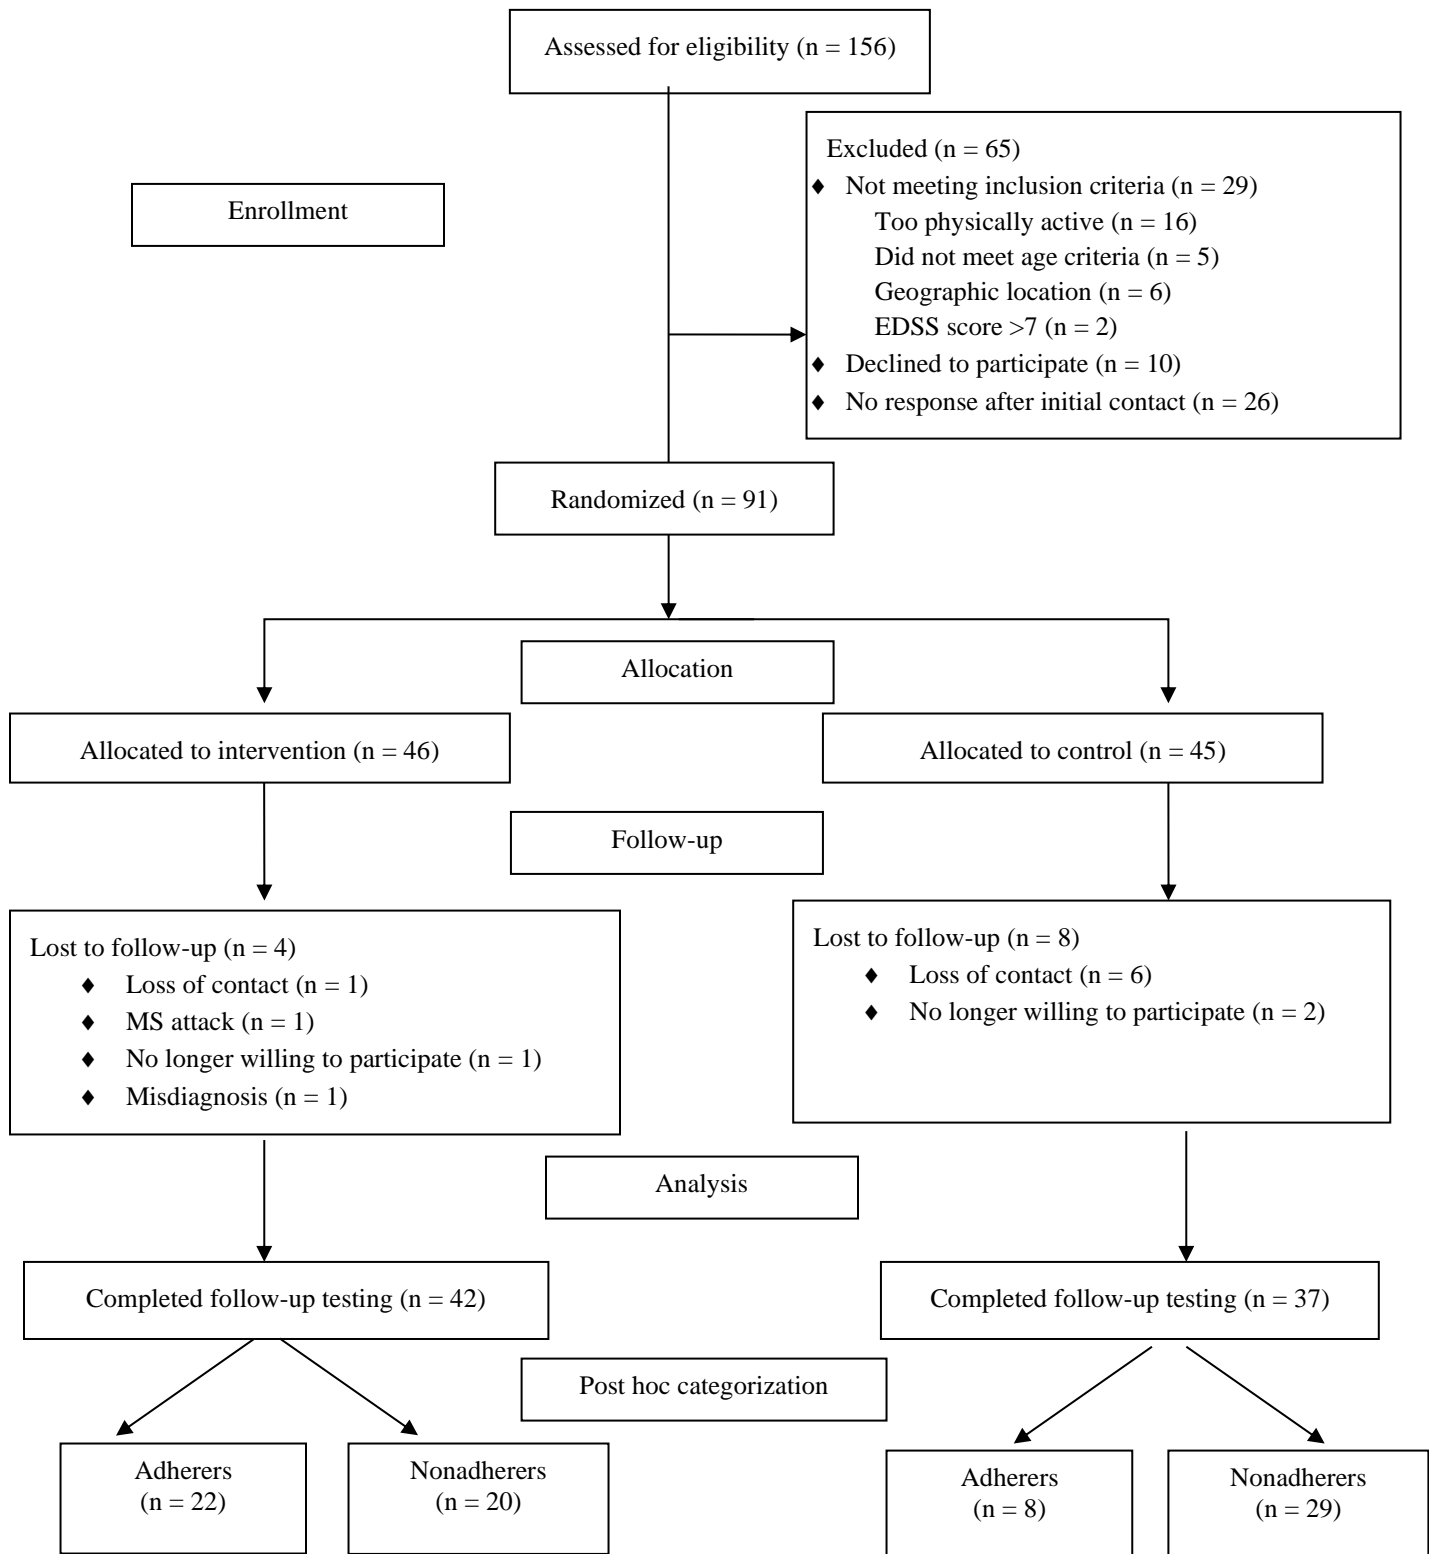 Assessed for eligibility (n = 156)
Excluded (n = 65)
♦ Not meeting inclusion criteria (n = 29)
Too physically active (n = 16)
Did not meet age criteria (n = 5)
Geographic location (n = 6)
EDSS score >7 (n = 2)
♦ Declined to participate (n = 10)
♦ No response after initial contact (n = 26)
Enrollment
Randomized (n = 91)
Allocation
Allocated to intervention (n = 46)
Allocated to control (n = 45)
Follow-up
Lost to follow-up (n = 4)
♦ Loss of contact (n = 1)
♦ MS attack (n = 1)
♦ No longer willing to participate (n = 1)
♦ Misdiagnosis (n = 1)
Lost to follow-up (n = 8)
♦ Loss of contact (n = 6)
♦ No longer willing to participate (n = 2)
Analysis
Completed follow-up testing (n = 42)
Completed follow-up testing (n = 37)
Post hoc categorization
Adherers
(n = 22)
Nonadherers
(n = 20)
Adherers
(n = 8)
Nonadherers
(n = 29)